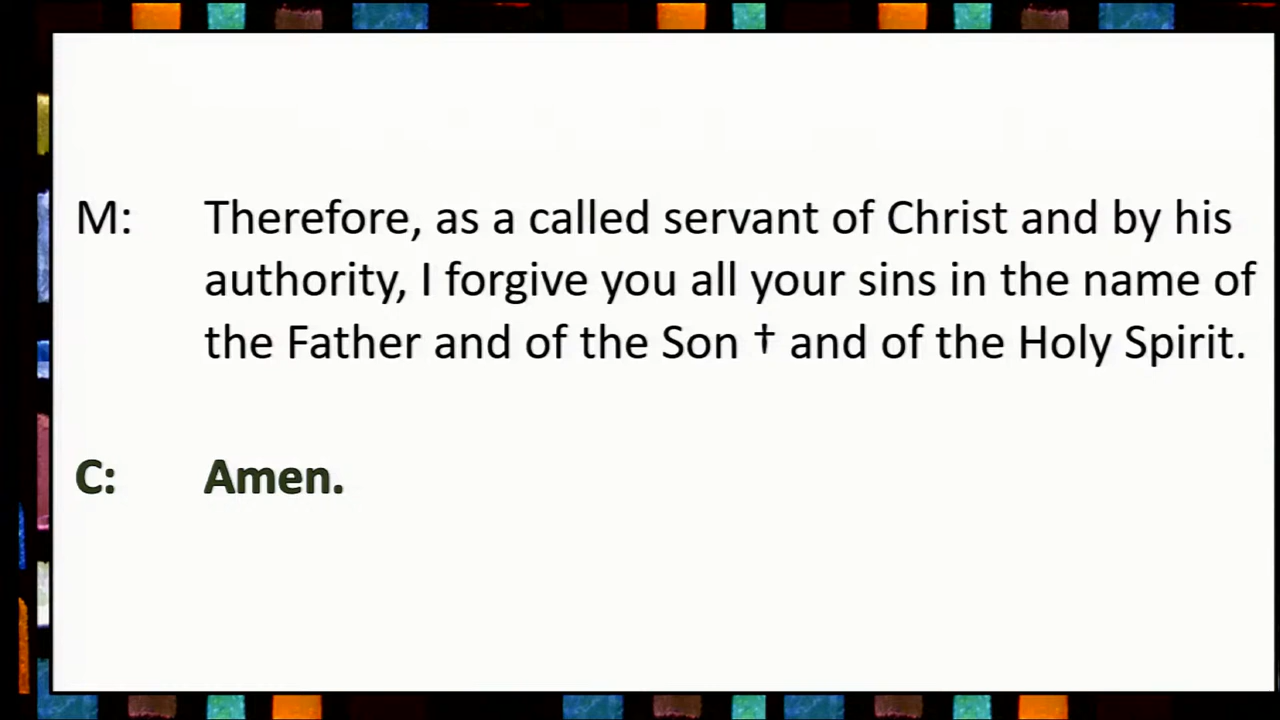 M: Therefore, as a called servant of Christ and by his
authority, I forgive you all your sins in the name of
the Father and of the Son † and of the Holy Spirit.
C: Amen.